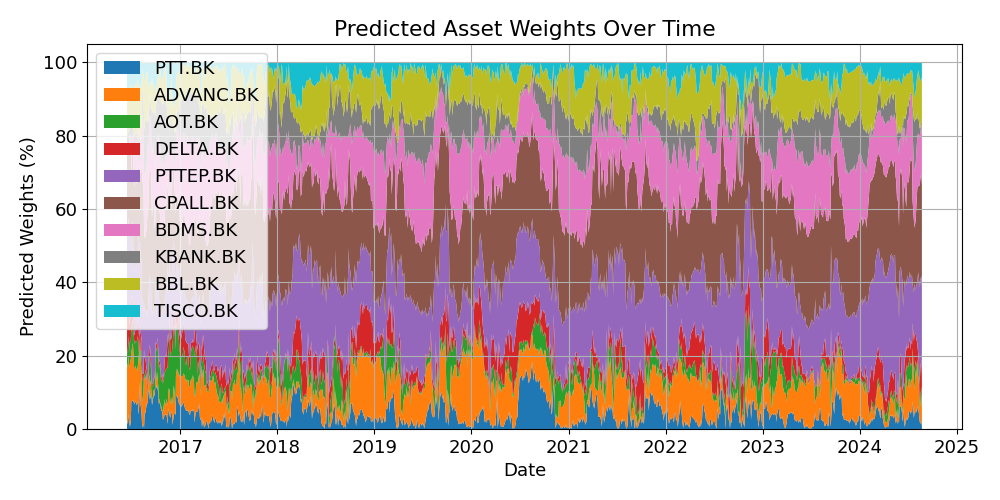 Predicted Asset Weights Over Time
Predicted Weights (%)
100
80
60
40
20
0
PTT.BK
ADVANC.BK
AOT.BK
DELTA.BK
PTTEP.BK
CPALL.BK
BDMS.BK
KBANK.BK
BBL.BK
TISCO.BK
2017 2018 2019 2020 2021 2022 2023 2024 2025
Date